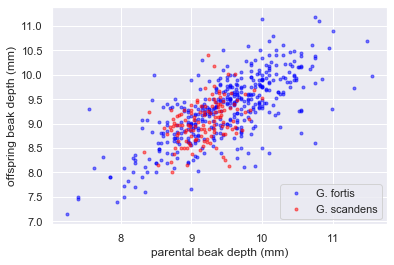 11.0
10.5
10.0
9.5
9.0
8.5
8.0
7.5
7.0
offspring beak depth (mm)
G. fortis
G. scandens
8 9 10 11
parental beak depth (mm)